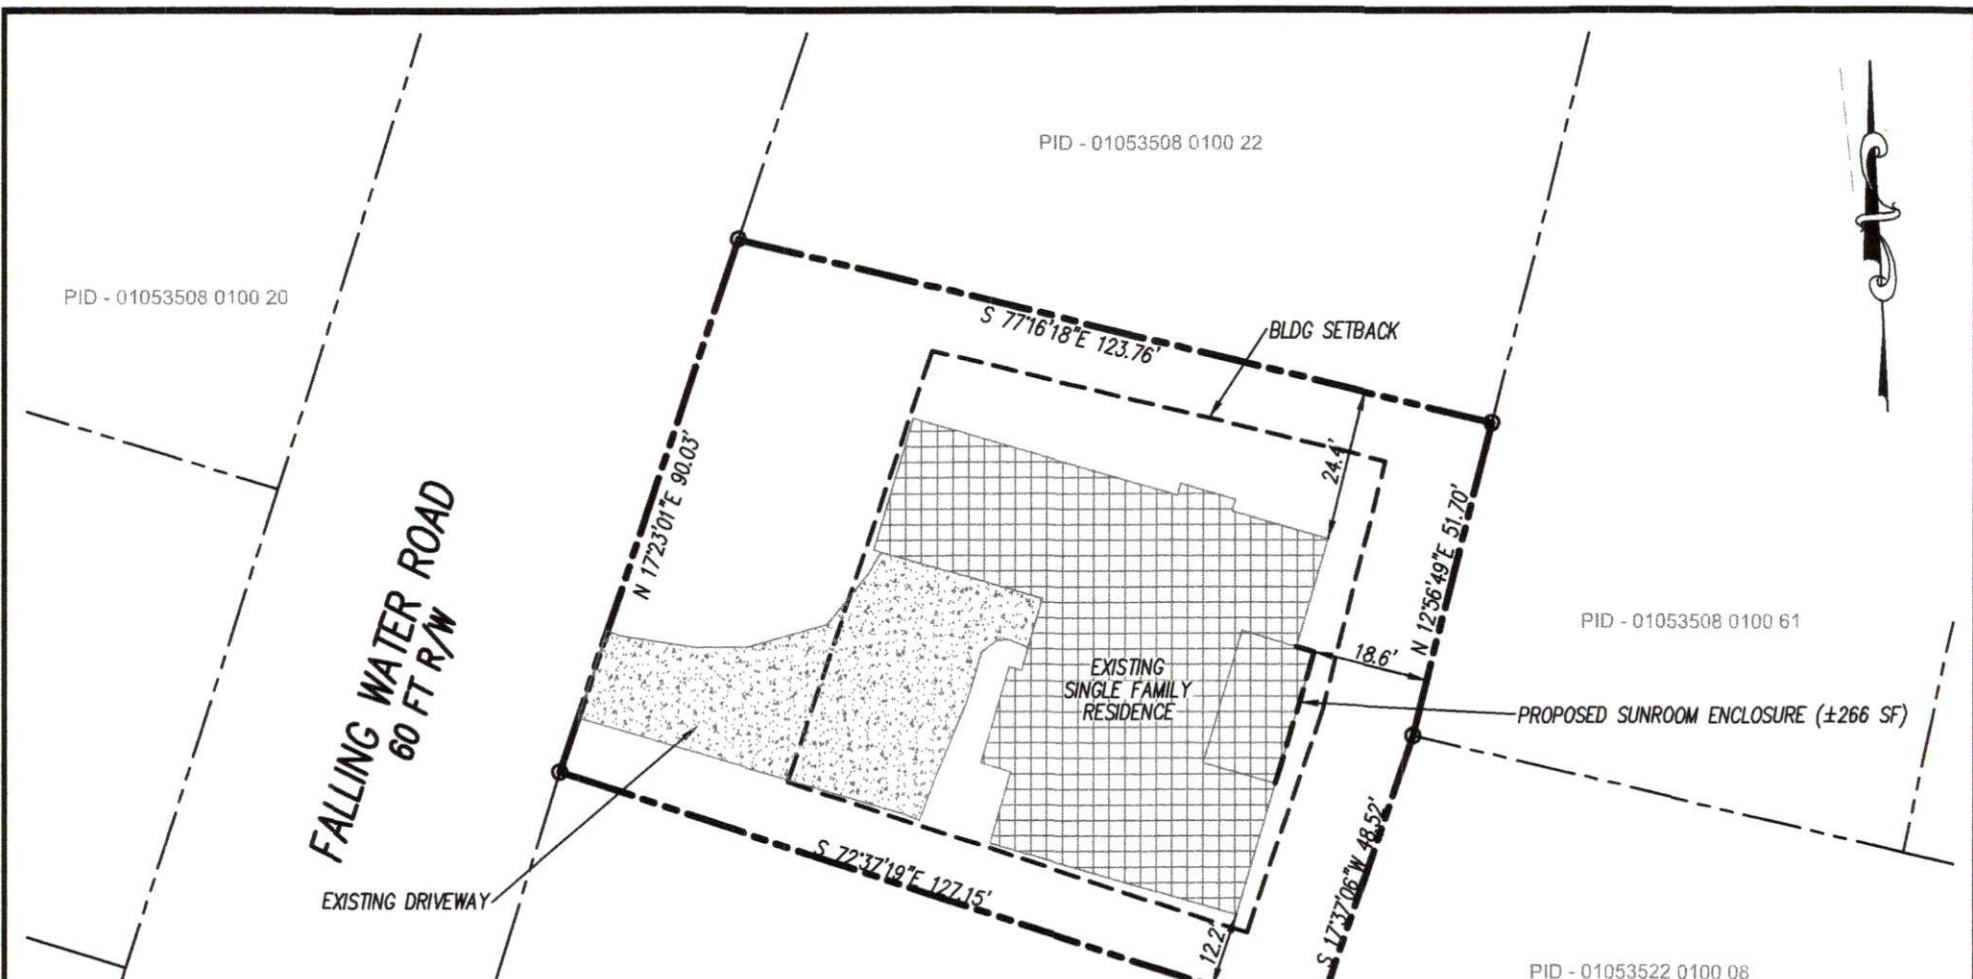 PID - 01053508 0100 22
PID - 01053508 0100 20
S 77°16'18"E 123.76'
BLDG SETBACK
24.4'
N 17°23'01"E 90.03'
N 12°56'49"E 51.70'
FALLING WATER ROAD
60 FT R/W
PID - 01053508 0100 61
18.6'
EXISTING
SINGLE FAMILY
RESIDENCE
PROPOSED SUNROOM ENCLOSURE (±266 SF)
S 72°37'19"E 127.15'
S 17°37'06"W 48.52'
EXISTING DRIVEWAY
12.2'
PID - 01053522 0100 08